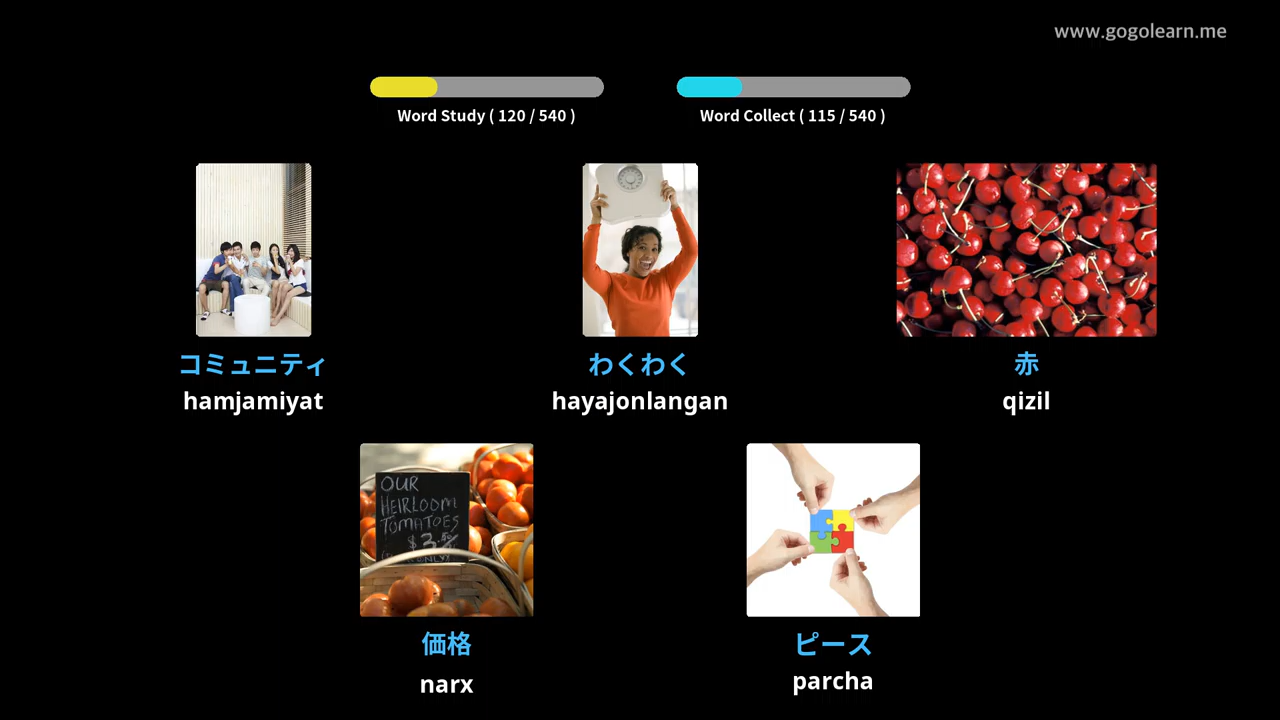 www.gogolearn.me
Word Study ( 120 / 540 )
Word Collect ( 115 / 540 )
コミュニティ
hamjamiyat
わくわく
hayajonlangan
赤
qizil
OUR
HEIRLOOM
TOMATOES
価格
narx
ピース
parcha